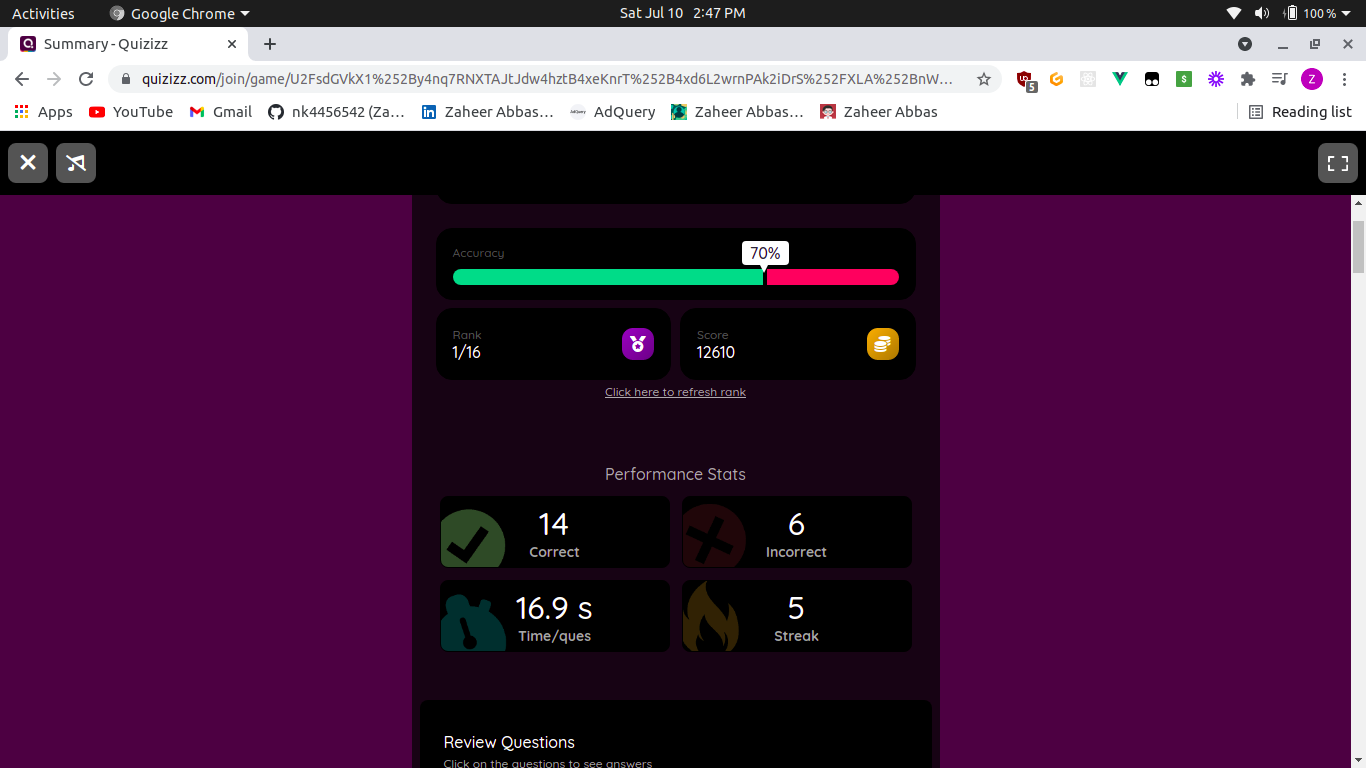 Activities Google Chrome Sat Jul 10 2:47 PM 100 %
Summary - Quizizz
quizizz.com/join/game/U2FsdGVkX1%252By4nq7RNXTAJtJdw4hztB4xeKnrT%252B4xd6L2wrnPAk2iDrS%252FXLA%252BnW... 5 $ Z
Apps YouTube Gmail nk4456542 (Za... Zaheer Abbas... AdQuery AdQuery Zaheer Abbas... Zaheer Abbas Reading list
Accuracy 70%
Rank Score
1/16 12610
Click here to refresh rank
Performance Stats
14 6
Correct Incorrect
16.9 s 5
Time/ques Streak
Review Questions
Click on the questions to see answers